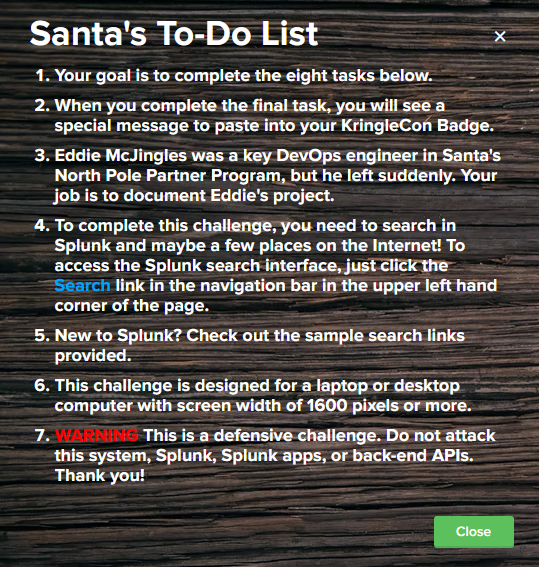 Santa's To-Do List
×
1. Your goal is to complete the eight tasks below.
2. When you complete the final task, you will see a
special message to paste into your KringleCon Badge.
3. Eddie McJingles was a key DevOps engineer in Santa's
North Pole Partner Program, but he left suddenly. Your
job is to document Eddie's project.
4. To complete this challenge, you need to search in
Splunk and maybe a few places on the Internet! To
access the Splunk search interface, just click the
Search link in the navigation bar in the upper left hand
corner of the page.
5. New to Splunk? Check out the sample search links
provided.
6. This challenge is designed for a laptop or desktop
computer with screen width of 1600 pixels or more.
7. WARNING This is a defensive challenge. Do not attack
this system, Splunk, Splunk apps, or back-end APIs.
Thank you!
Close